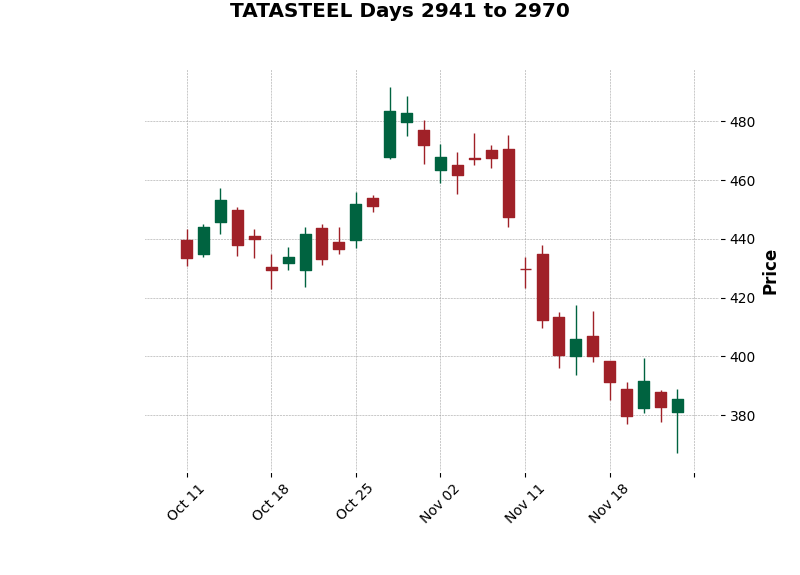 TATASTEEL Days 2941 to 2970
480
460
440
420
400
380
Price
Oct 11
Oct 18
Oct 25
Nov 02
Nov 11
Nov 18